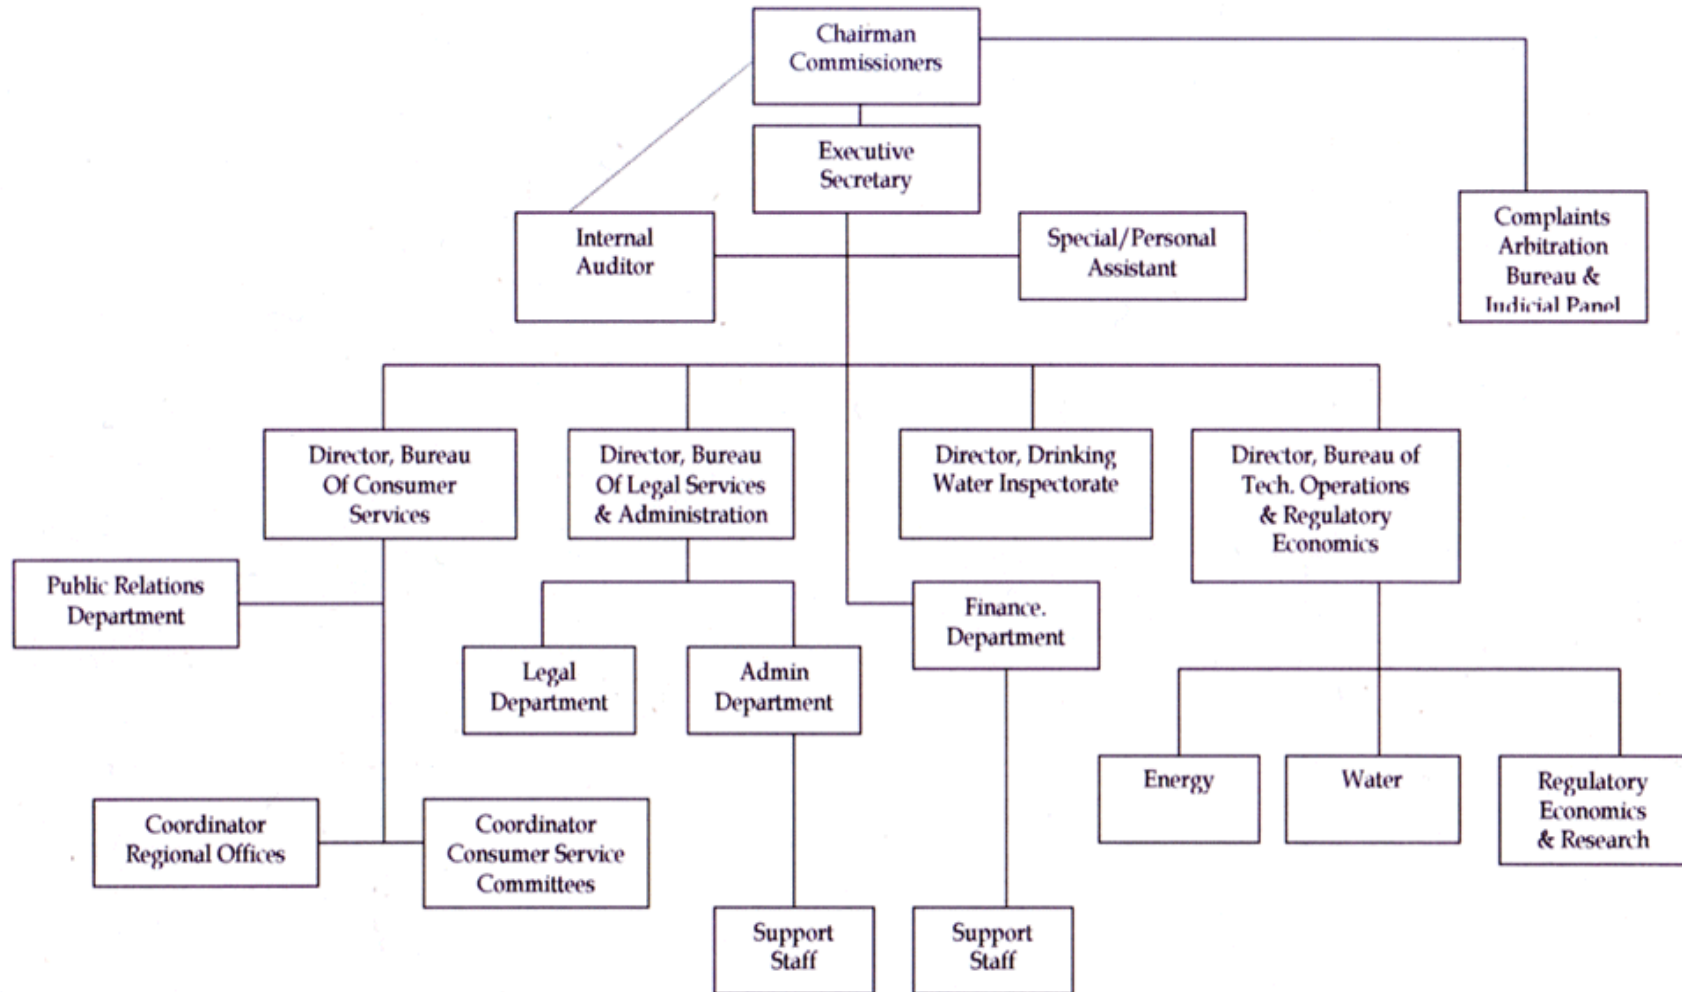 Chairman
Commissioners
Executive
Secretary
Internal
Auditor
Special/Personal
Assistant
Complaints
Arbitration
Bureau &
Judicial Panel
Director, Bureau
Of Consumer
Services
Director, Bureau
Of Legal Services
& Administration
Director, Drinking
Water Inspectorate
Director, Bureau of
Tech. Operations
& Regulatory
Economics
Public Relations
Department
Finance.
Department
Legal
Department
Admin
Department
Energy
Water
Regulatory
Economics
& Research
Coordinator
Regional Offices
Coordinator
Consumer Service
Committees
Support
Staff
Support
Staff